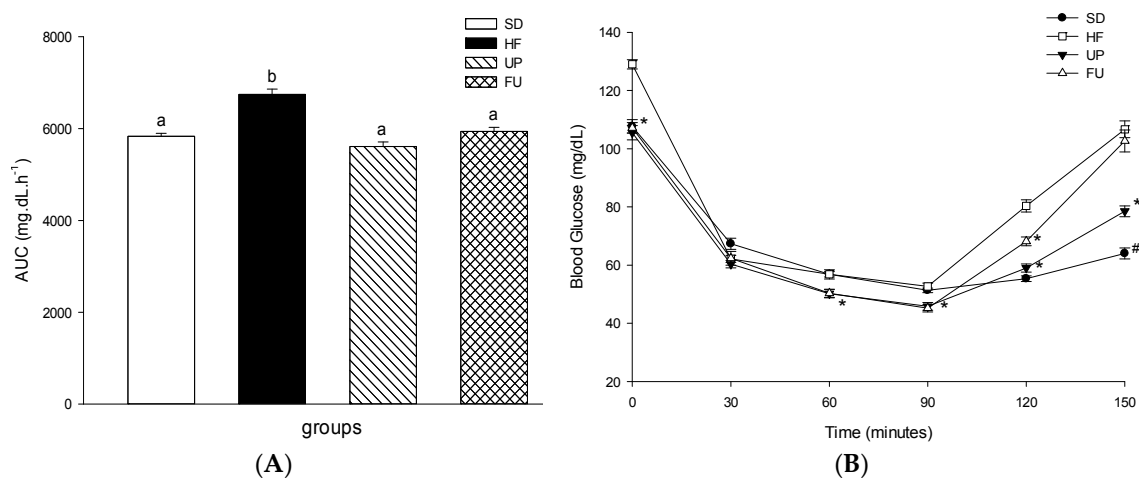 SD
HF
UP
FU
8000
6000
4000
2000
0
AUC (mg.dL.h-1)
a
b
a
a
groups
(A)
SD
HF
UP
FU
140
120
100
80
60
40
20
Blood Glucose (mg/dL)
*
*
*
*
*
*
#
0 30 60 90 120 150
Time (minutes)
(B)